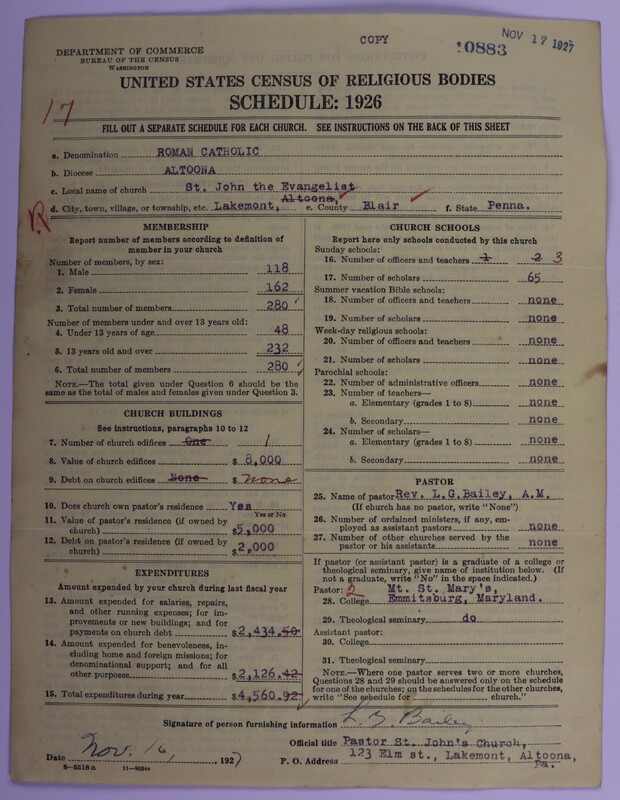 COPY
10883
NOV 17 1927
DEPARTMENT OF COMMERCE
BUREAU OF THE CENSUS
WASHINGTON
UNITED STATES CENSUS OF RELIGIOUS BODIES
SCHEDULE: 1926
17
FILL OUT A SEPARATE SCHEDULE FOR EACH CHURCH. SEE INSTRUCTIONS ON THE BACK OF THIS SHEET
a. Denomination ROMAN CATHOLIC
b. Diocese ALTOONA
c. Local name of church St. John the Evangelist
d. City, town, village, or township, etc. Lakemont, Altoona, e. County Blair f. State Penna.
MEMBERSHIP
Report number of members according to definition of member in your church
Number of members, by sex:
1. Male 118
2. Female 162
3. Total number of members 280
Number of members under and over 13 years old:
4. Under 13 years of age 48
5. 13 years old and over 232
6. Total number of members 280
NOTE.—The total given under Question 6 should be the same as the total of males and females given under Question 3.
CHURCH BUILDINGS
See instructions, paragraphs 10 to 12
7. Number of church edifices One 1
8. Value of church edifices $ 8,000
9. Debt on church edifices None $ none
10. Does church own pastor's residence Yes
Yes or No
11. Value of pastor's residence (if owned by church) $5,000
12. Debt on pastor's residence (if owned by church) $2,000
EXPENDITURES
Amount expended by your church during last fiscal year
13. Amount expended for salaries, repairs, and other running expenses; for improvements or new buildings; and for payments on church debt $2,434.50
14. Amount expended for benevolences, including home and foreign missions; for denominational support; and for all other purposes $2,126.42
15. Total expenditures during year $4,560.92
CHURCH SCHOOLS
Report here only schools conducted by this church
Sunday schools:
16. Number of officers and teachers 1 2 3
17. Number of scholars 65
Summer vacation Bible schools:
18. Number of officers and teachers none
19. Number of scholars none
Week-day religious schools:
20. Number of officers and teachers none
21. Number of scholars none
Parochial schools:
22. Number of administrative officers none
23. Number of teachers—
a. Elementary (grades 1 to 8) none
b. Secondary none
24. Number of scholars—
a. Elementary (grades 1 to 8) none
b. Secondary none
PASTOR
25. Name of pastor Rev. L.G.Bailey, A.M.
(If church has no pastor, write "None")
26. Number of ordained ministers, if any, employed as assistant pastors none
27. Number of other churches served by the pastor or his assistants none
If pastor (or assistant pastor) is a graduate of a college or theological seminary, give name of institution below. (If not a graduate, write "No" in the space indicated.)
Pastor: 2 Mt. St. Mary's,
28. College Emmitsburg, Maryland.
29. Theological seminary do
Assistant pastor:
30. College
31. Theological seminary
NOTE.—Where one pastor serves two or more churches, Questions 28 and 29 should be answered only on the schedule for one of the churches; on the schedules for the other churches, write "See schedule for church."
Signature of person furnishing information L. G. Bailey
Official title Pastor St. John's Church,
Date Nov. 16, 1927
P. O. Address 123 Elm st., Lakemont, Altoona, Pa.
8-5518a 11-9034a